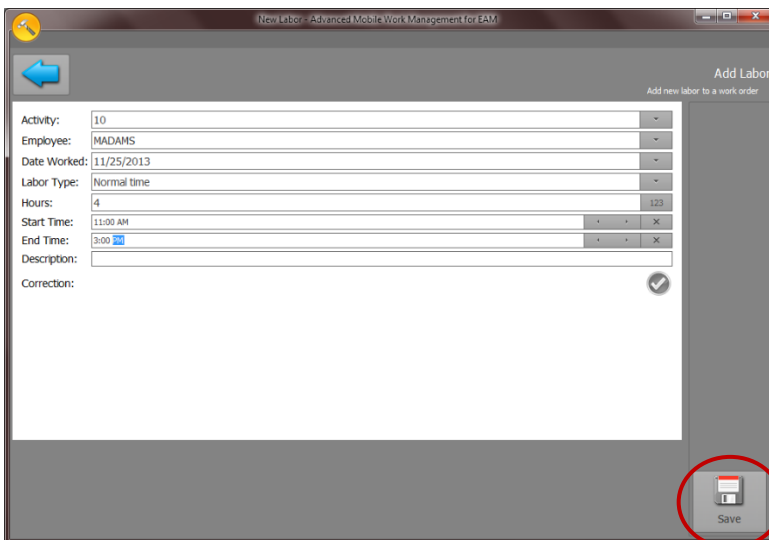 New Labor - Advanced Mobile Work Management for EAM
Add Labor
Add new labor to a work order
Activity: 10
Employee: MADAMS
Date Worked: 11/25/2013
Labor Type: Normal time
Hours: 4 123
Start Time: 11:00 AM
End Time: 3:00 PM
Description:
Correction:
Save